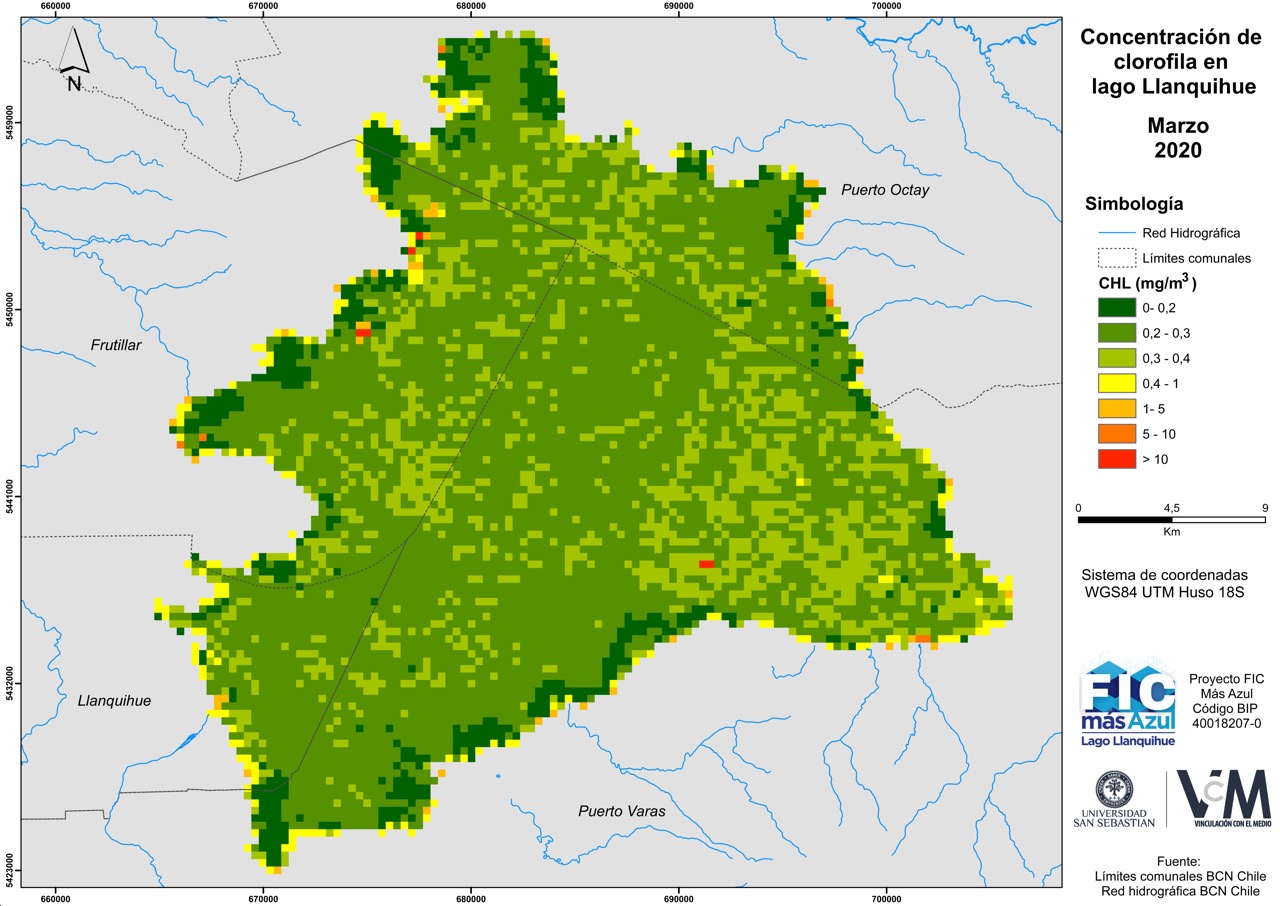 660000
670000
680000
690000
700000
Concentración de
clorofila en
lago Llanquihue
Marzo
2020
N
5459000
5450000
5441000
5432000
5423000
Puerto Octay
Frutillar
Llanquihue
Puerto Varas
Simbología
Red Hidrográfica
Límites comunales
CHL (mg/m³ )
0- 0,2
0,2 - 0,3
0,3 - 0,4
0,4 - 1
1- 5
5 - 10
> 10
0 4,5 9
Km
Sistema de coordenadas
WGS84 UTM Huso 18S
FIC
más Azul
Lago Llanquihue
Proyecto FIC
Más Azul
Código BIP
40018207-0
UNIVERSIDAD
SAN SEBASTIAN
VcM
VINCULACIÓN CON EL MEDIO
Fuente:
Límites comunales BCN Chile
Red hidrográfica BCN Chile
660000
670000
680000
690000
700000